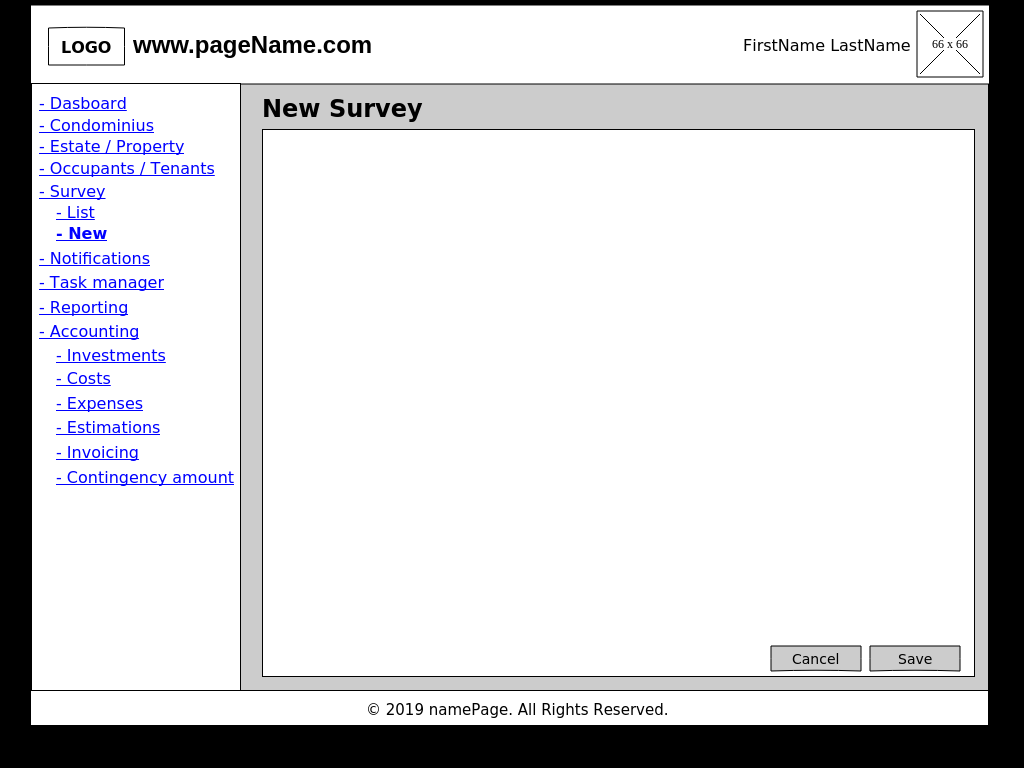 LOGO www.pageName.com
FirstName LastName
66 x 66
- Dasboard
- Condominius
- Estate / Property
- Occupants / Tenants
- Survey
- List
- New
- Notifications
- Task manager
- Reporting
- Accounting
- Investments
- Costs
- Expenses
- Estimations
- Invoicing
- Contingency amount
New Survey
Cancel
Save
© 2019 namePage. All Rights Reserved.